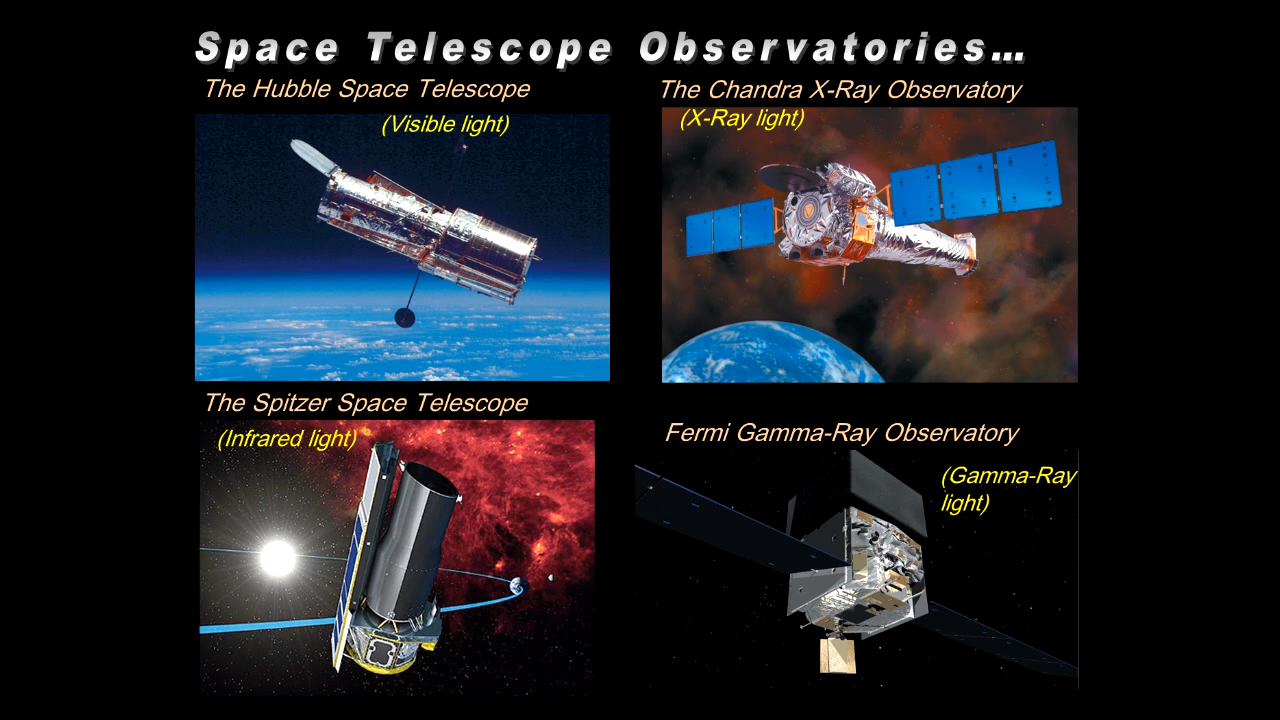 Space Telescope Observatories...
The Hubble Space Telescope
(Visible light)
The Chandra X-Ray Observatory
(X-Ray light)
The Spitzer Space Telescope
(Infrared light)
Fermi Gamma-Ray Observatory
(Gamma-Ray
light)